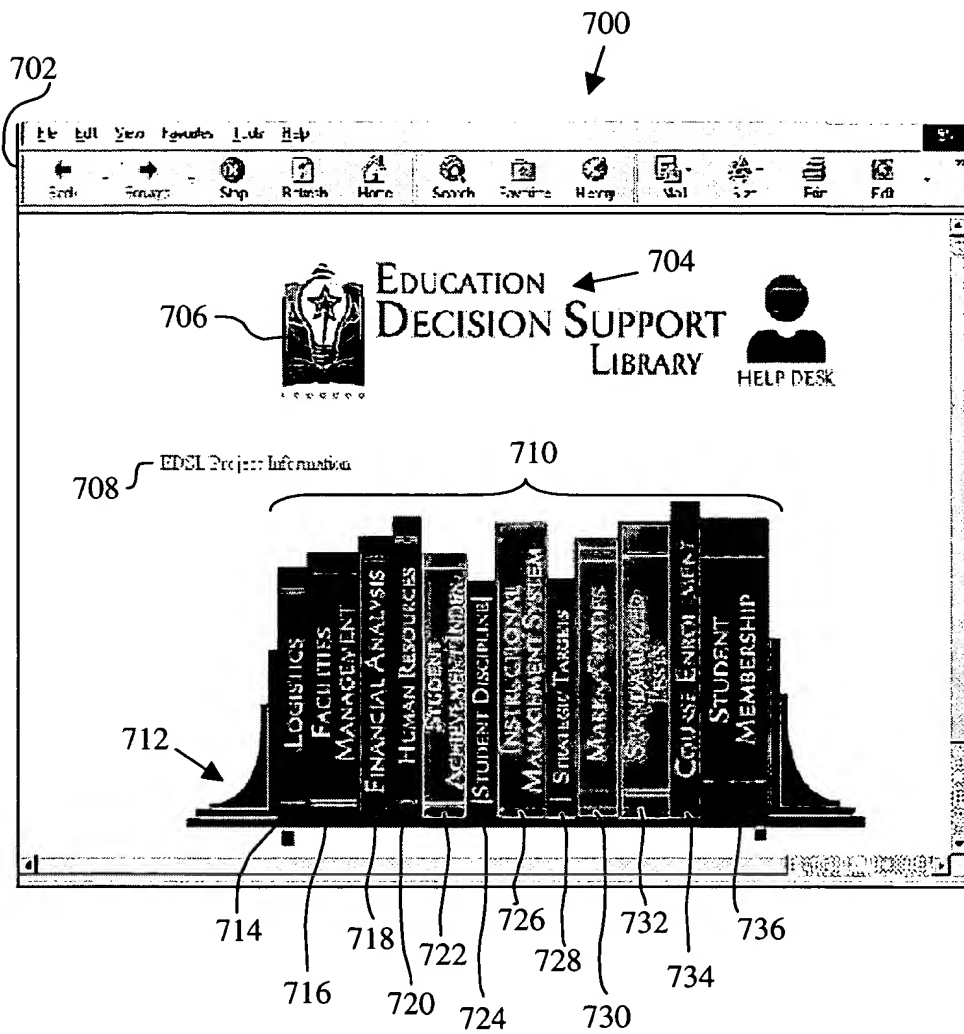 700
702
File Edit View Favorites Tools Help
Back Forward Stop Refresh Home Search Favorites History Mail Print Edit
EDUCATION
704
DECISION SUPPORT
706
LIBRARY
HELP DESK
EDSL Project Information
708
710
LOGISTICS
FACILITIES
MANAGEMENT
FINANCIAL ANALYSIS
HUMAN RESOURCES
STUDENT
ACHIEVEMENT INDEX
STUDENT DISCIPLINE
INSTRUCTIONAL
MANAGEMENT SYSTEM
STRATEGIC TARGETS
MARKS/GRADES
STANDARDIZED
TESTS
COURSE ENROLLMENT
STUDENT
MEMBERSHIP
712
714
716
718
720
722
724
726
728
730
732
734
736